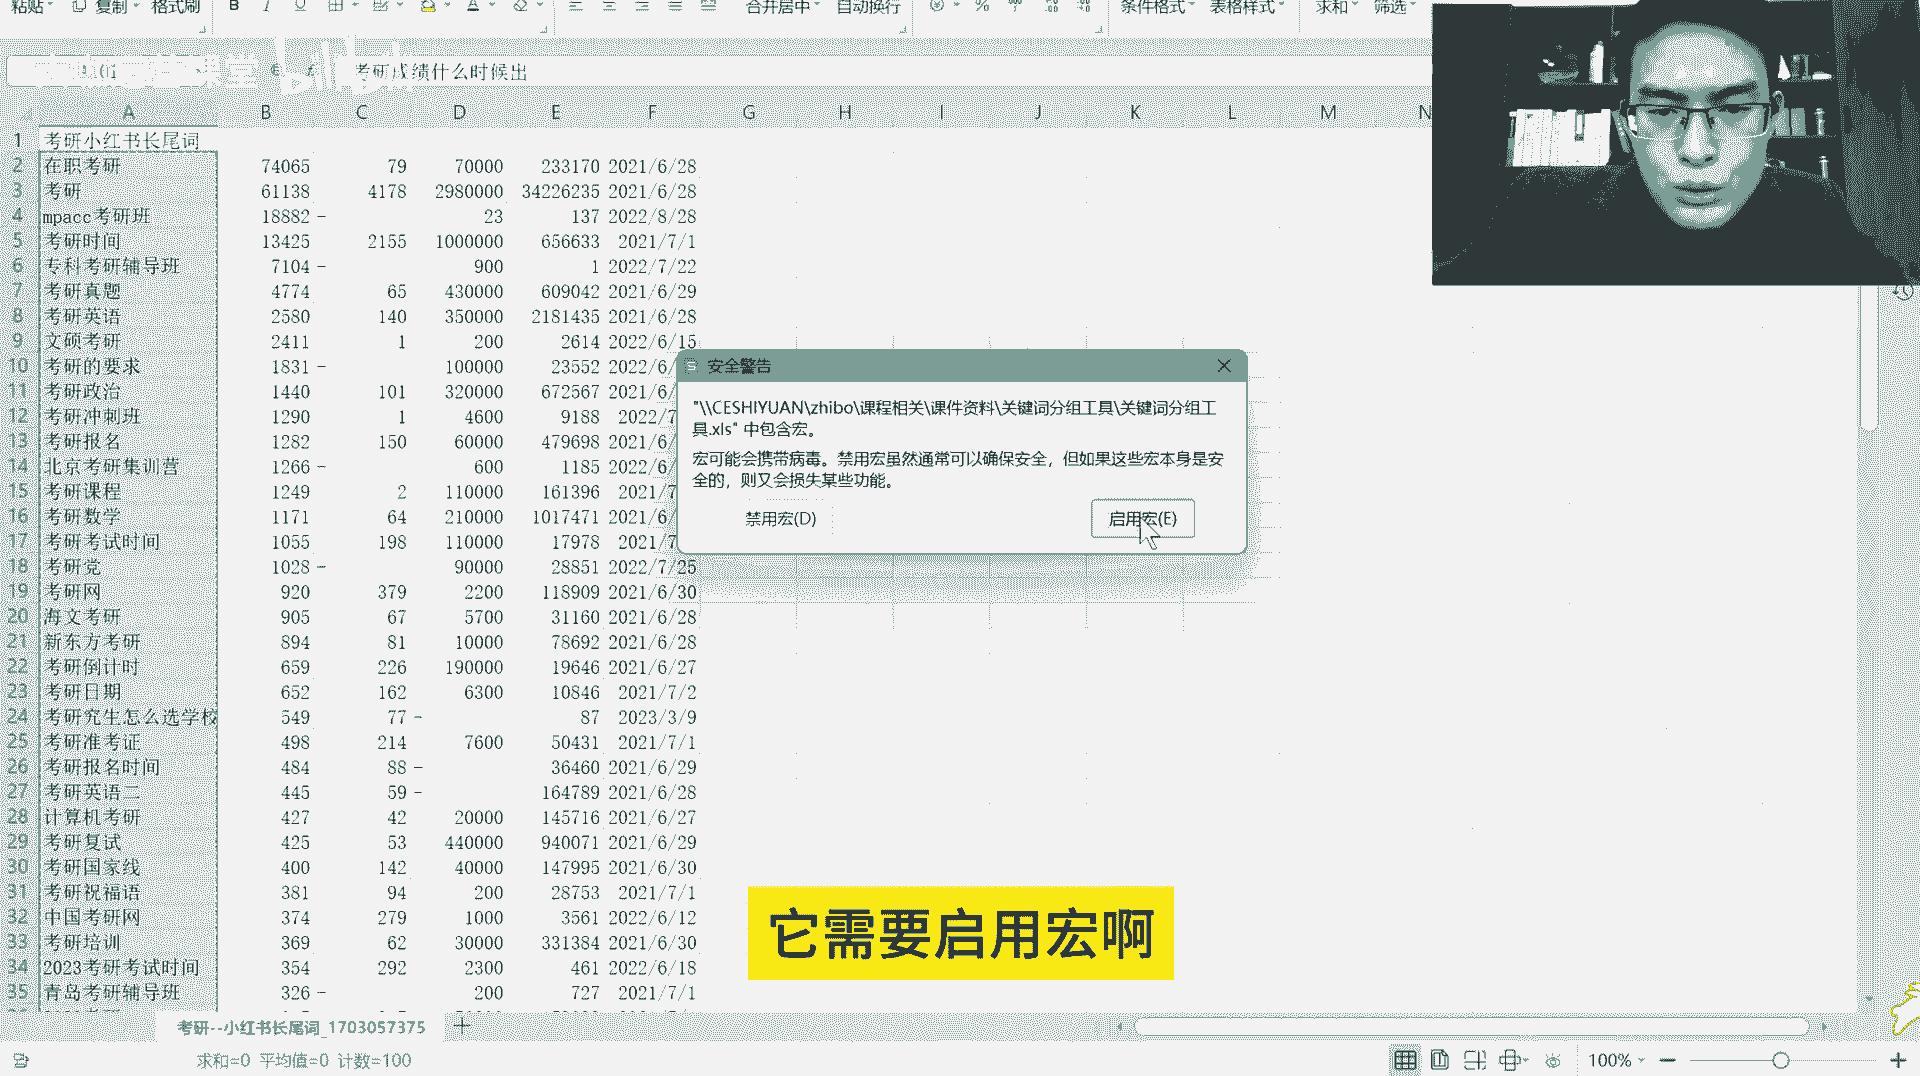 粘贴 复制 格式刷 B I U A 合并居中 自动换行 % 条件格式 表格样式 求和 筛选
考研成绩什么时候出
A B C D E F G H I J K L M N
1 考研小红书长尾词
2 在职考研 74065 79 70000 233170 2021/6/28
3 考研 61138 4178 2980000 34226235 2021/6/28
4 mpacc考研班 18882 - 23 137 2022/8/28
5 考研时间 13425 2155 1000000 656633 2021/7/1
6 专科考研辅导班 7104 - 900 1 2022/7/22
7 考研真题 4774 65 430000 609042 2021/6/29
8 考研英语 2580 140 350000 2181435 2021/6/28
9 文硕考研 2411 1 200 2614 2022/6/15
10 考研的要求 1831 - 100000 23552 2022/6/
11 考研政治 1440 101 320000 672567 2021/6/
12 考研冲刺班 1290 1 4600 9188 2022/7
13 考研报名 1282 150 60000 479698 2021/6/
14 北京考研集训营 1266 - 600 1185 2022/6/
15 考研课程 1249 2 110000 161396 2021/7
16 考研数学 1171 64 210000 1017471 2021/6/
17 考研考试时间 1055 198 110000 17978 2021/7
18 考研党 1028 - 90000 28851 2022/7/25
19 考研网 920 379 2200 118909 2021/6/30
20 海文考研 905 67 5700 31160 2021/6/28
21 新东方考研 894 81 10000 78692 2021/6/28
22 考研倒计时 659 226 190000 19646 2021/6/27
23 考研日期 652 162 6300 10846 2021/7/2
24 考研究生怎么选学校 549 77 - 87 2023/3/9
25 考研准考证 498 214 7600 50431 2021/7/1
26 考研报名时间 484 88 - 36460 2021/6/29
27 考研英语二 445 59 - 164789 2021/6/28
28 计算机考研 427 42 20000 145716 2021/6/27
29 考研复试 425 53 440000 940071 2021/6/29
30 考研国家线 400 142 40000 147995 2021/6/30
31 考研祝福语 381 94 200 28753 2021/7/1
32 中国考研网 374 279 1000 3561 2022/6/12
33 考研培训 369 62 30000 331384 2021/6/30
34 2023考研考试时间 354 292 2300 461 2022/6/18
35 青岛考研辅导班 326 - 200 727 2021/7/1
安全警告
"\\CESHIYUAN\zhibo\课程相关\课件资料\关键词分组工具\关键词分组工
具.xls" 中包含宏。
宏可能会携带病毒。禁用宏虽然通常可以确保安全，但如果这些宏本身是安
全的，则又会损失某些功能。
禁用宏(D) 启用宏(E)
它需要启用宏啊
考研--小红书长尾词_1703057375
求和=0 平均值=0 计数=100
100%